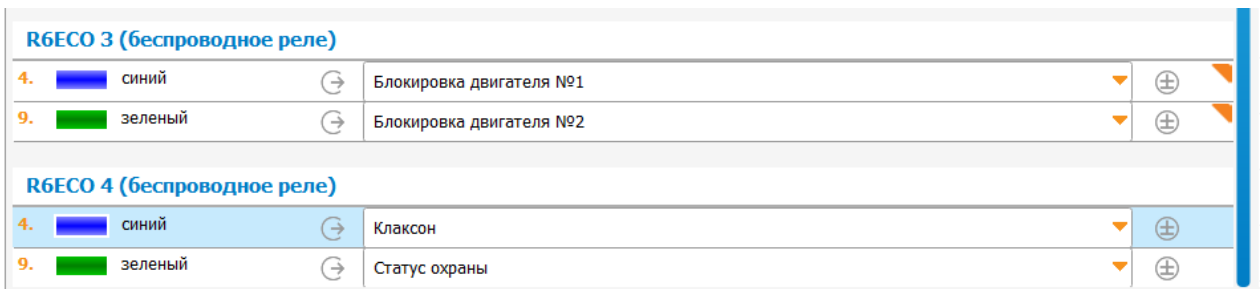 R6ECO 3 (беспроводное реле)
4. синий Блокировка двигателя №1
9. зеленый Блокировка двигателя №2
R6ECO 4 (беспроводное реле)
4. синий Клаксон
9. зеленый Статус охраны